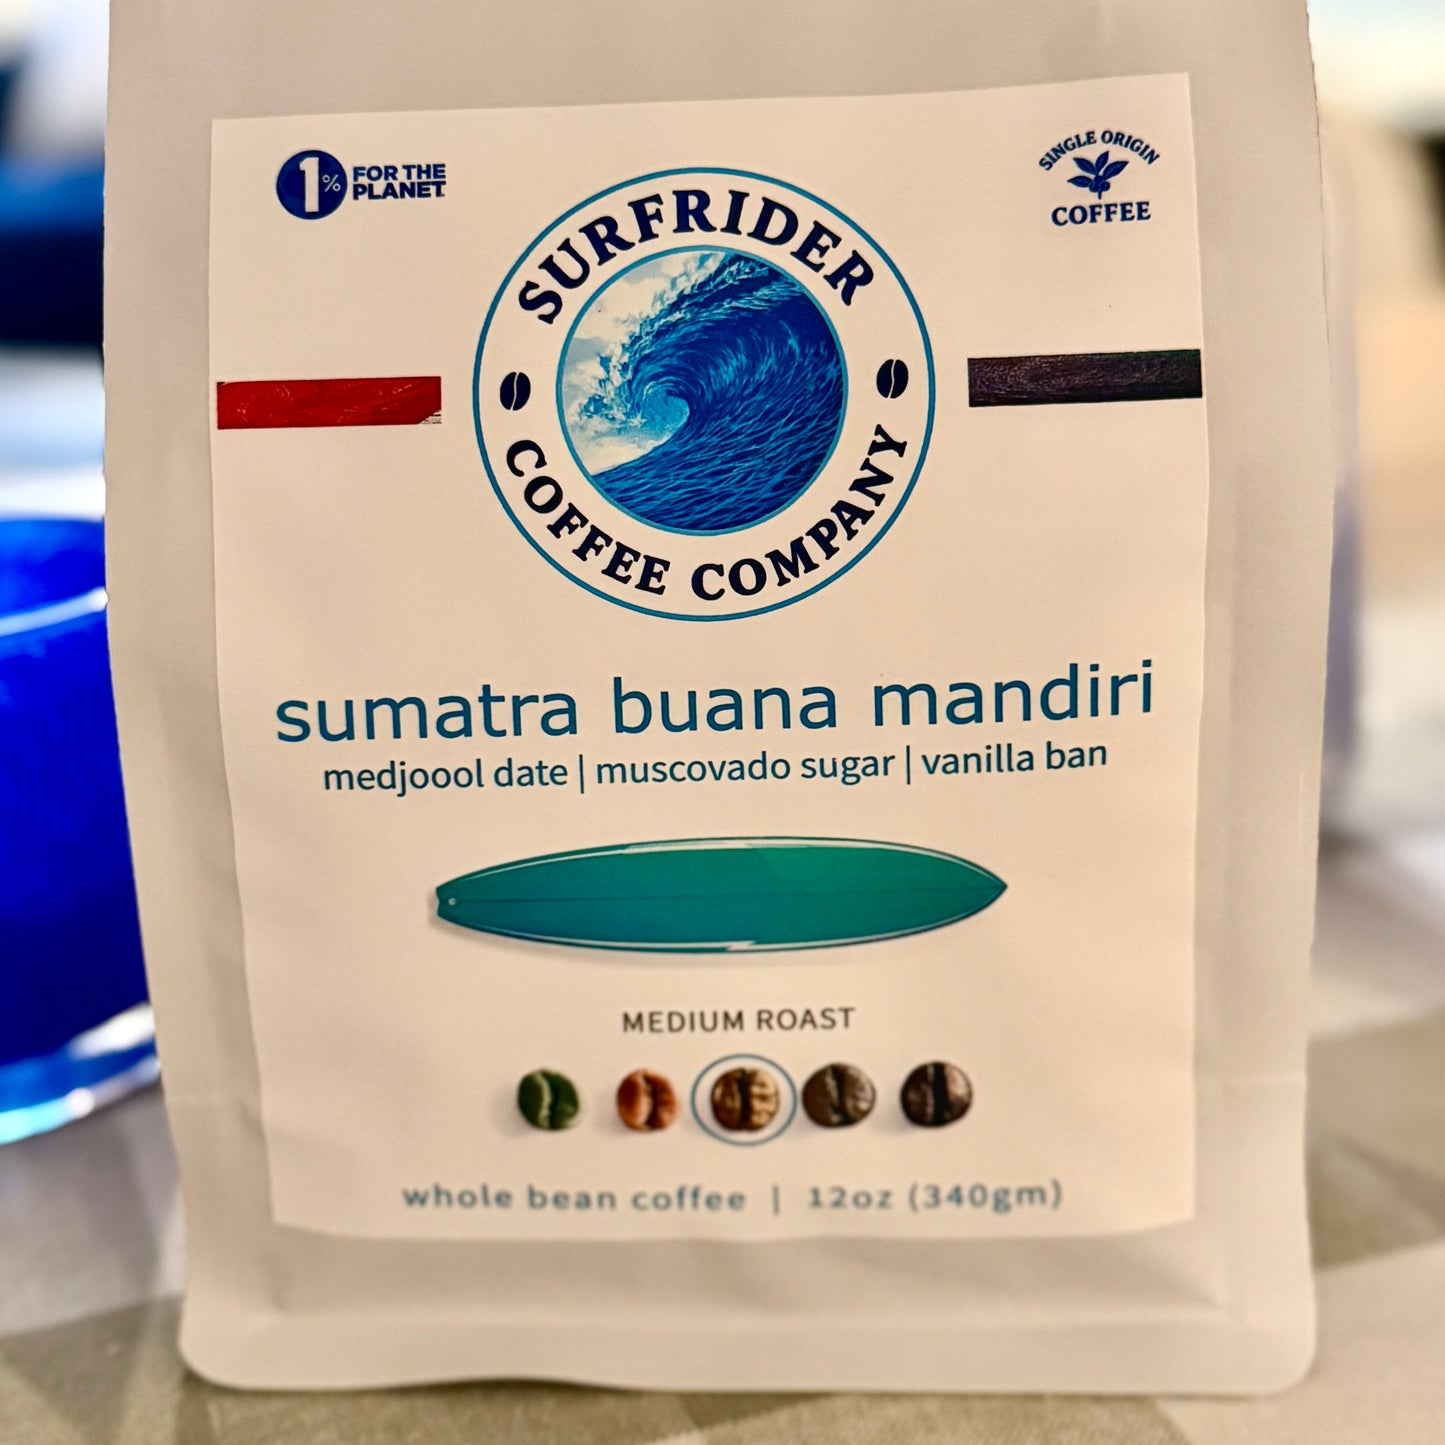 1% FOR THE
PLANET
SINGLE ORIGIN
COFFEE
SURFRIDER
COFFEE COMPANY
sumatra buana mandiri
medjoool date | muscovado sugar | vanilla ban
MEDIUM ROAST
whole bean coffee | 12oz (340gm)